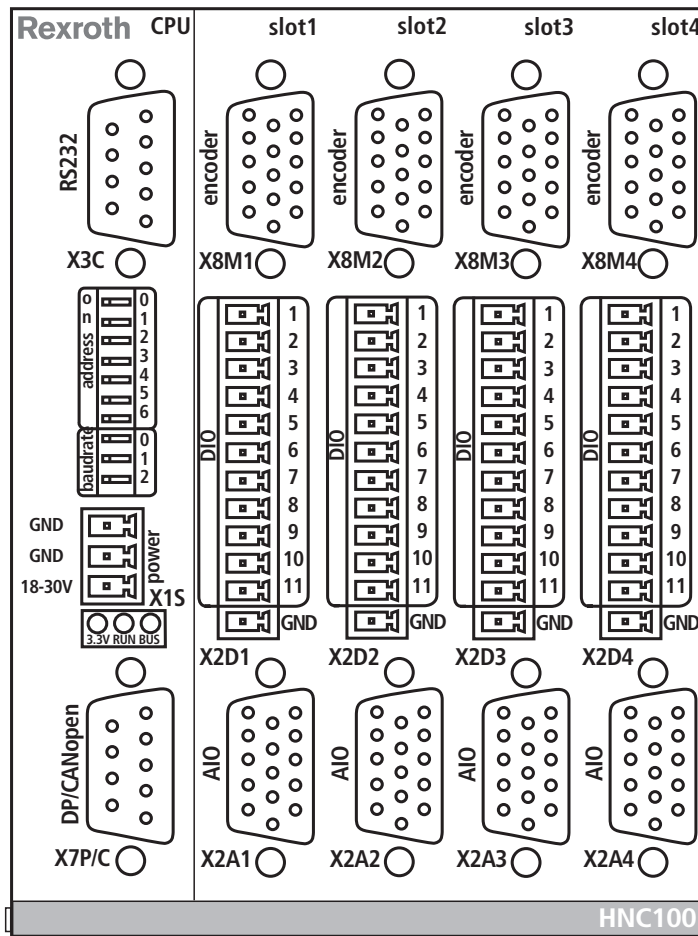 Rexroth CPU slot1 slot2 slot3 slot4
RS232 encoder encoder encoder encoder
X3C X8M1 X8M2 X8M3 X8M4
on
address
0
1
2
3
4
5
6
baudrate
0
1
2
GND
GND
18-30V
power
X1S
3.3V RUN BUS
DIO
1
2
3
4
5
6
7
8
9
10
11
GND
DIO
1
2
3
4
5
6
7
8
9
10
11
GND
DIO
1
2
3
4
5
6
7
8
9
10
11
GND
DIO
1
2
3
4
5
6
7
8
9
10
11
GND
X2D1 X2D2 X2D3 X2D4
DP/CANopen AIO AIO AIO AIO
X7P/C X2A1 X2A2 X2A3 X2A4
HNC100